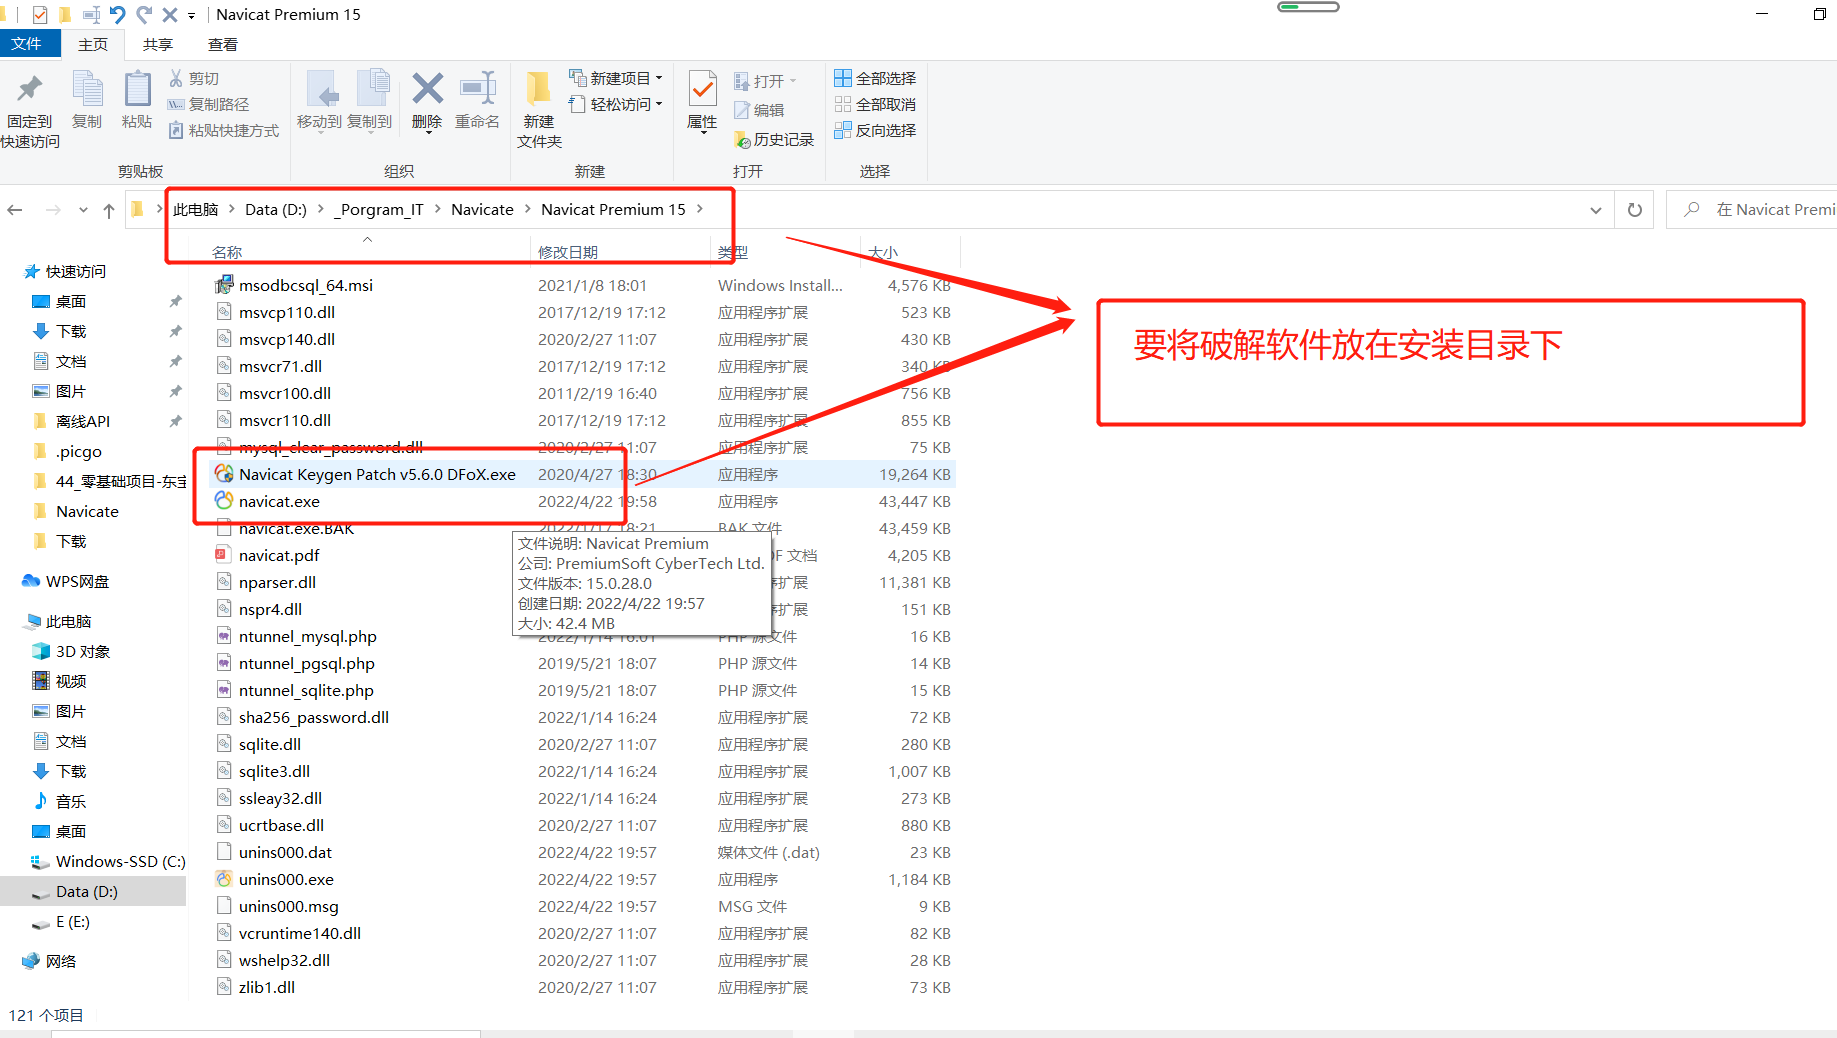 Navicat Premium 15
文件 主页 共享 查看
固定到快速访问
复制
粘贴
剪切
复制路径
粘贴快捷方式
剪贴板
移动到 复制到
删除 重命名
组织
新建文件夹
新建项目
轻松访问
新建
属性
打开
编辑
历史记录
打开
全部选择
全部取消
反向选择
选择
此电脑 > Data (D:) > _Porgram_IT > Navicate > Navicat Premium 15 >
在 Navicat Premi
名称 修改日期 类型 大小
快速访问
桌面
下载
文档
图片
离线API
.picgo
44_零基础项目-东宝
Navicate
下载
WPS网盘
此电脑
3D 对象
视频
图片
文档
下载
音乐
桌面
Windows-SSD (C:)
Data (D:)
E (E:)
网络
msodbcsql_64.msi 2021/1/8 18:01 Windows Install... 4,576 KB
msvcp110.dll 2017/12/19 17:12 应用程序扩展 523 KB
msvcp140.dll 2020/2/27 11:07 应用程序扩展 430 KB
msvcr71.dll 2017/12/19 17:12 应用程序扩展 340 KB
msvcr100.dll 2011/2/19 16:40 应用程序扩展 756 KB
msvcr110.dll 2017/12/19 17:12 应用程序扩展 855 KB
mysql_clear_password.dll 2020/2/27 11:07 应用程序扩展 75 KB
Navicat Keygen Patch v5.6.0 DFoX.exe 2020/4/27 18:30 应用程序 19,264 KB
navicat.exe 2022/4/22 19:58 应用程序 43,447 KB
navicat.exe.BAK 2022/1/17 18:21 BAK 文件 43,459 KB
navicat.pdf DF 文档 4,205 KB
nparser.dll 序扩展 11,381 KB
nspr4.dll 序扩展 151 KB
ntunnel_mysql.php 2022/1/14 16:01 PHP 源文件 16 KB
ntunnel_pgsql.php 2019/5/21 18:07 PHP 源文件 14 KB
ntunnel_sqlite.php 2019/5/21 18:07 PHP 源文件 15 KB
sha256_password.dll 2022/1/14 16:24 应用程序扩展 72 KB
sqlite.dll 2020/2/27 11:07 应用程序扩展 280 KB
sqlite3.dll 2022/1/14 16:24 应用程序扩展 1,007 KB
ssleay32.dll 2022/1/14 16:24 应用程序扩展 273 KB
ucrtbase.dll 2020/2/27 11:07 应用程序扩展 880 KB
unins000.dat 2022/4/22 19:57 媒体文件 (.dat) 23 KB
unins000.exe 2022/4/22 19:57 应用程序 1,184 KB
unins000.msg 2022/4/22 19:57 MSG 文件 9 KB
vcruntime140.dll 2020/2/27 11:07 应用程序扩展 82 KB
wshelp32.dll 2020/2/27 11:07 应用程序扩展 28 KB
zlib1.dll 2020/2/27 11:07 应用程序扩展 73 KB
文件说明: Navicat Premium
公司: PremiumSoft CyberTech Ltd.
文件版本: 15.0.28.0
创建日期: 2022/4/22 19:57
大小: 42.4 MB
要将破解软件放在安装目录下
121 个项目